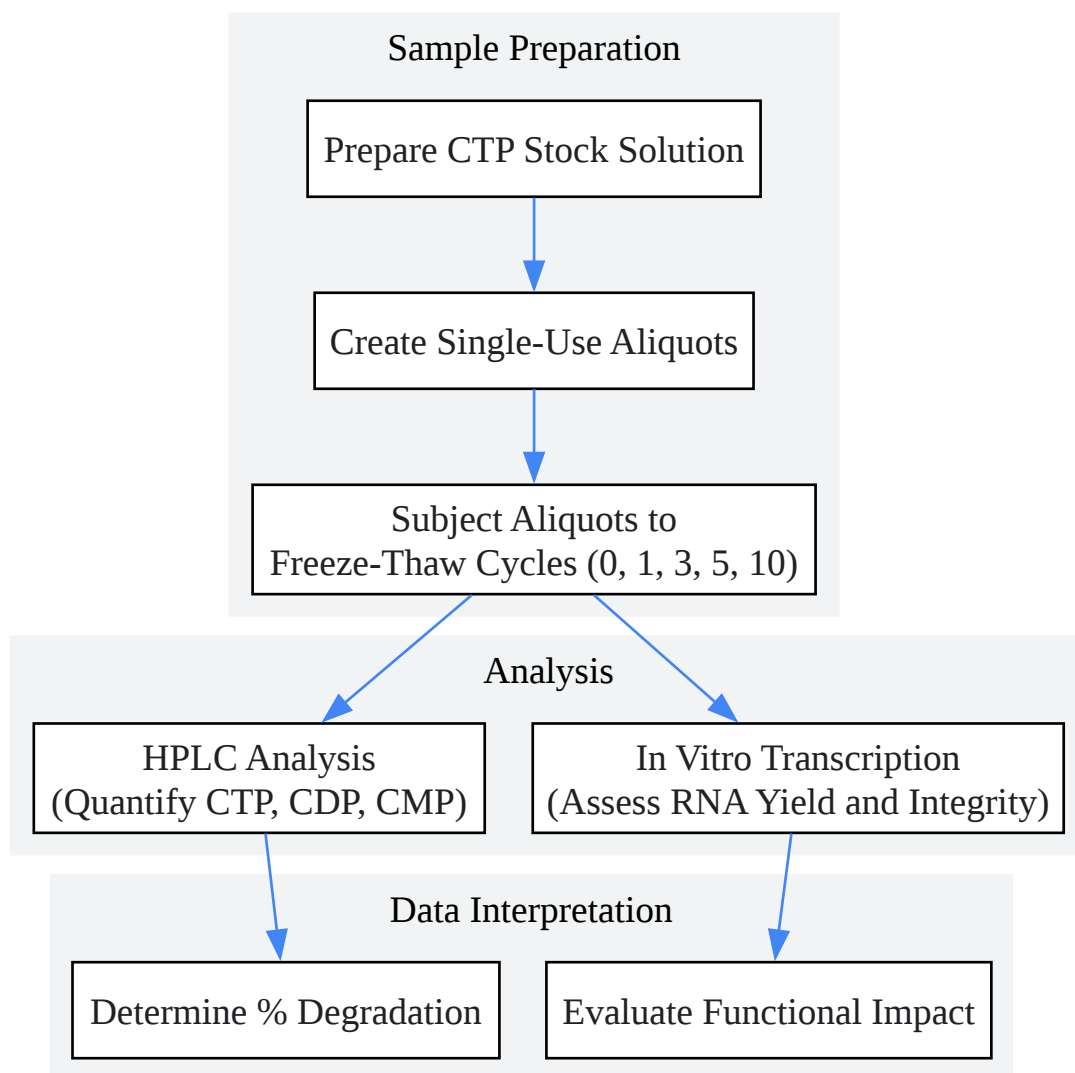 Sample Preparation
Prepare CTP Stock Solution
Create Single-Use Aliquots
Subject Aliquots to
Freeze-Thaw Cycles (0, 1, 3, 5, 10)
Analysis
HPLC Analysis
(Quantify CTP, CDP, CMP)
In Vitro Transcription
(Assess RNA Yield and Integrity)
Data Interpretation
Determine % Degradation
Evaluate Functional Impact